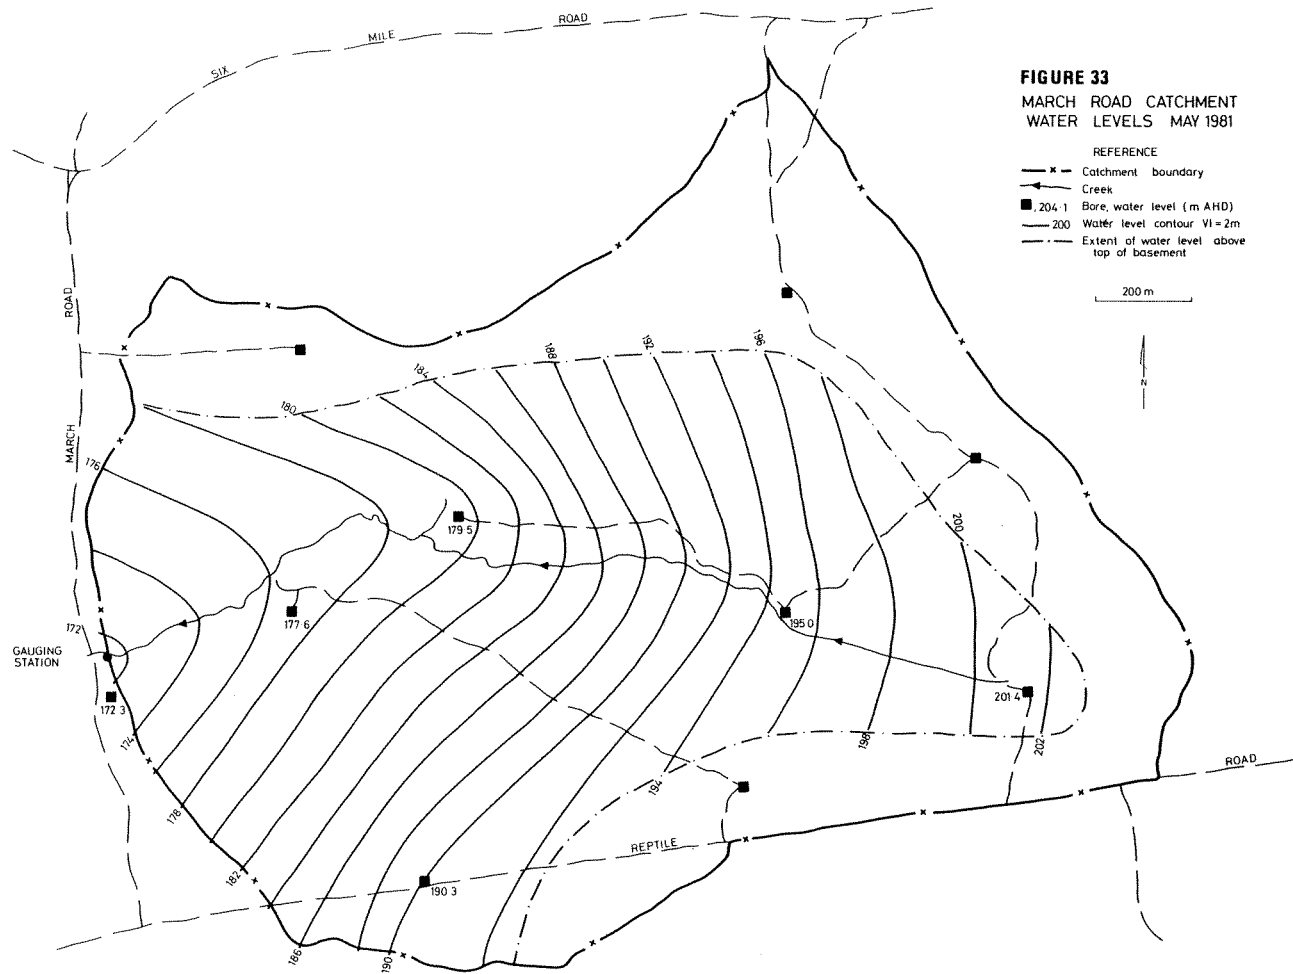 ROAD
MILE
SIX
FIGURE 33
MARCH ROAD CATCHMENT
WATER LEVELS MAY 1981
REFERENCE
Catchment boundary
Creek
204·1 Bore, water level (m AHD)
200 Water level contour VI = 2m
Extent of water level above
top of basement
200 m
N
ROAD
MARCH
196
192
188
184
180
176
200
179·5
177·6
195·0
172
GAUGING
STATION
172·3
201·4
174
198
202
194
178
ROAD
REPTILE
182
190·3
186
190